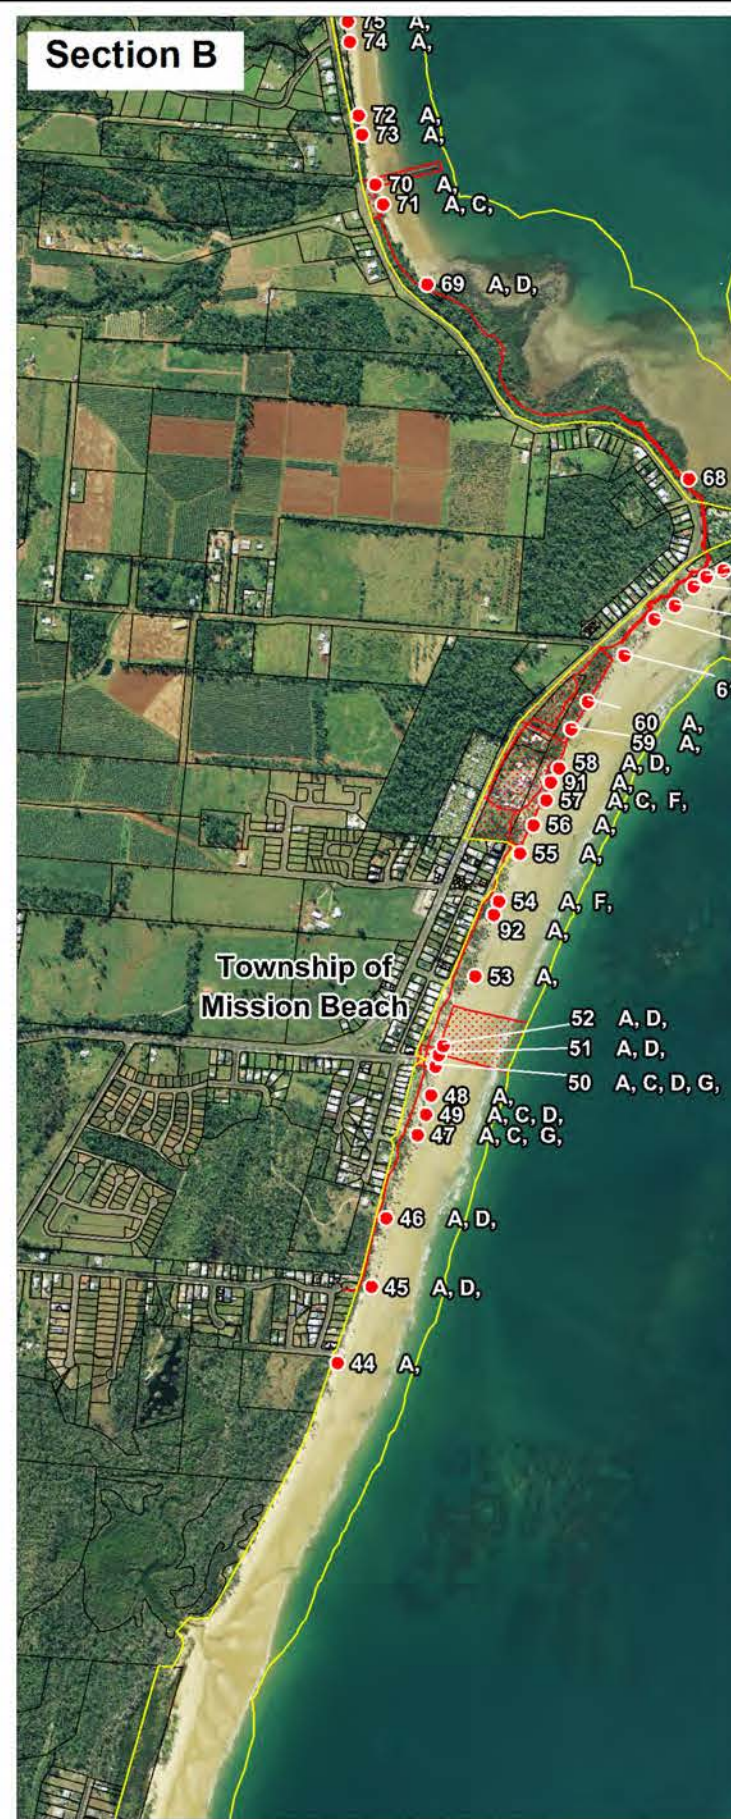 Section B
75 A,
74 A,
72 A,
73 A,
70 A,
71 A, C,
69 A, D,
68
61
60 A,
59 A,
58 A, D,
91 A,
57 A, C, F,
56 A,
55 A,
54 A, F,
92 A,
53 A,
Township of
Mission Beach
52 A, D,
51 A, D,
50 A, C, D, G,
48 A,
49 A, C, D,
47 A, C, G,
46 A, D,
45 A, D,
44 A,